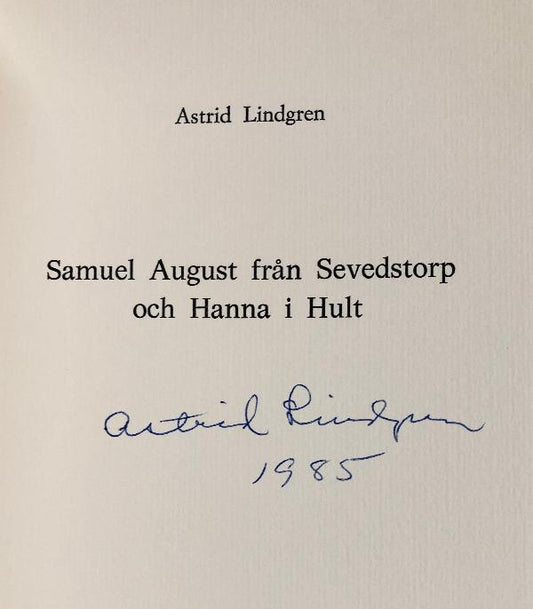 Astrid Lindgren
Samuel August från Sevedstorp
och Hanna i Hult
Astrid Lindgren
1985